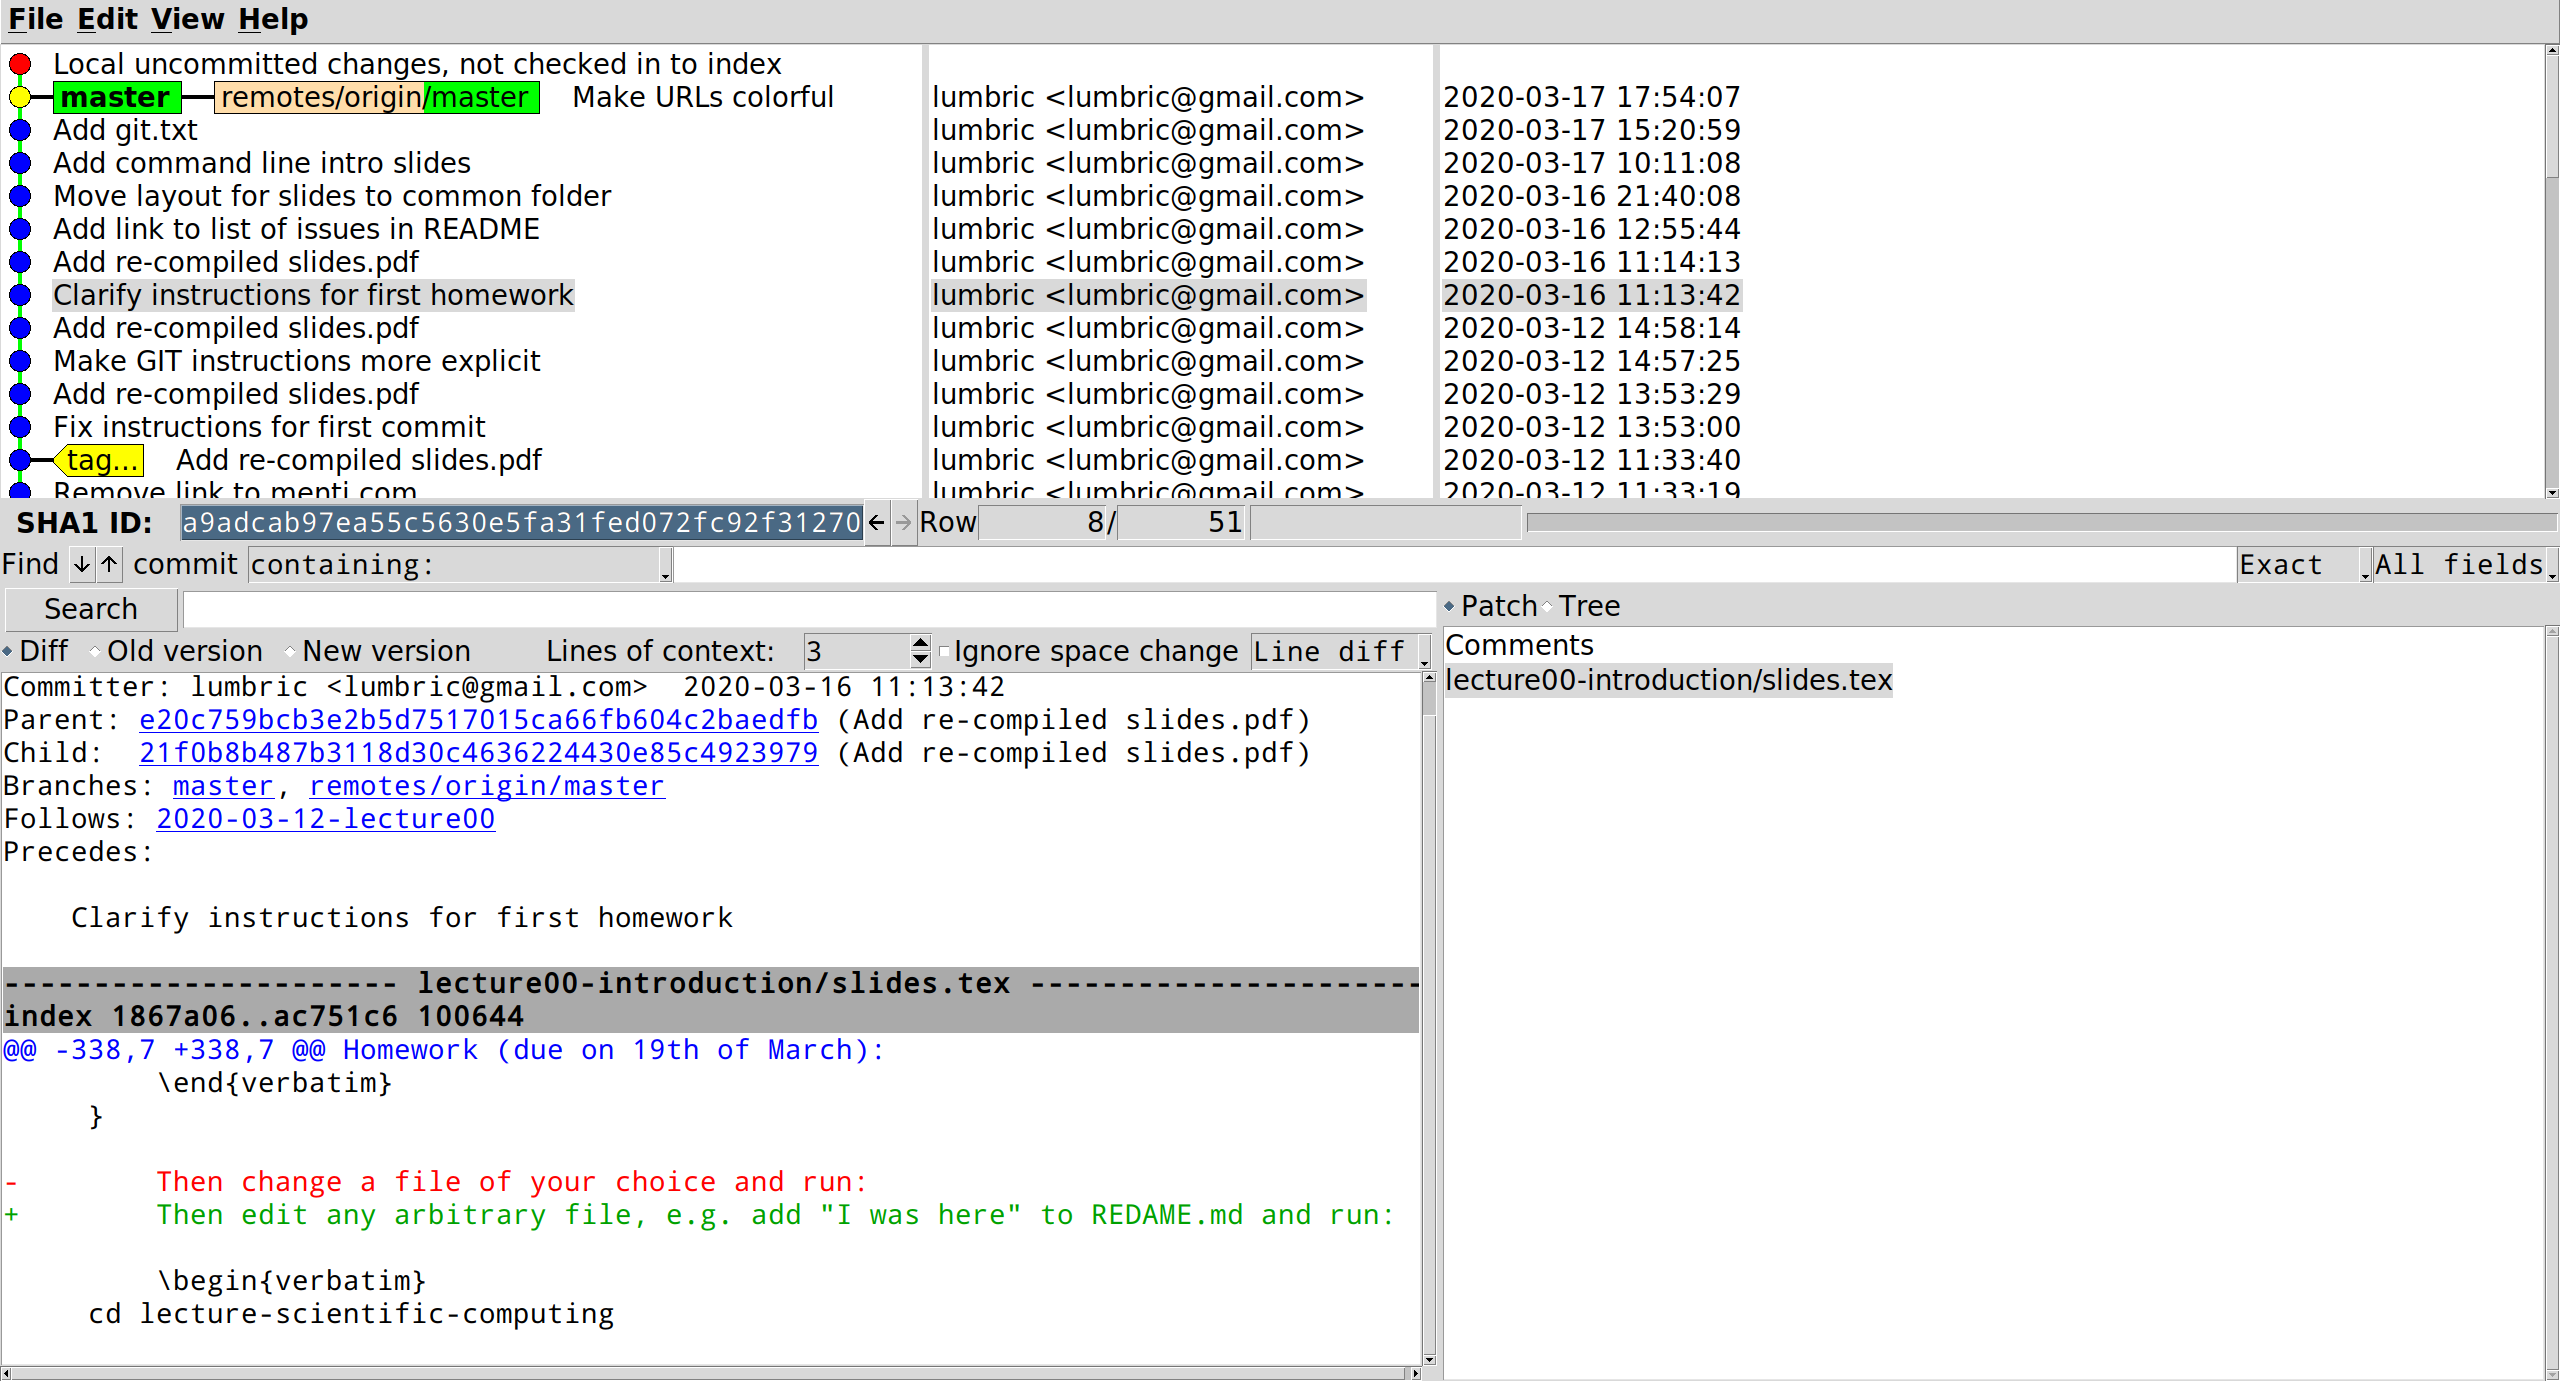 File Edit View Help
Local uncommitted changes, not checked in to index
master remotes/origin/master Make URLs colorful lumbric <lumbric@gmail.com> 2020-03-17 17:54:07
Add git.txt lumbric <lumbric@gmail.com> 2020-03-17 15:20:59
Add command line intro slides lumbric <lumbric@gmail.com> 2020-03-17 10:11:08
Move layout for slides to common folder lumbric <lumbric@gmail.com> 2020-03-16 21:40:08
Add link to list of issues in README lumbric <lumbric@gmail.com> 2020-03-16 12:55:44
Add re-compiled slides.pdf lumbric <lumbric@gmail.com> 2020-03-16 11:14:13
Clarify instructions for first homework lumbric <lumbric@gmail.com> 2020-03-16 11:13:42
Add re-compiled slides.pdf lumbric <lumbric@gmail.com> 2020-03-12 14:58:14
Make GIT instructions more explicit lumbric <lumbric@gmail.com> 2020-03-12 14:57:25
Add re-compiled slides.pdf lumbric <lumbric@gmail.com> 2020-03-12 13:53:29
Fix instructions for first commit lumbric <lumbric@gmail.com> 2020-03-12 13:53:00
tag... Add re-compiled slides.pdf lumbric <lumbric@gmail.com> 2020-03-12 11:33:40
Remove link to menti.com lumbric <lumbric@gmail.com> 2020-03-12 11:33:19
SHA1 ID: a9adcab97ea55c5630e5fa31fed072fc92f31270 Row 8/ 51
Find commit containing: Exact All fields
Search
Patch Tree
Diff Old version New version Lines of context: 3 Ignore space change Line diff
Comments
lecture00-introduction/slides.tex
Committer: lumbric <lumbric@gmail.com> 2020-03-16 11:13:42
Parent: e20c759bcb3e2b5d7517015ca66fb604c2baedfb (Add re-compiled slides.pdf)
Child: 21f0b8b487b3118d30c4636224430e85c4923979 (Add re-compiled slides.pdf)
Branches: master, remotes/origin/master
Follows: 2020-03-12-lecture00
Precedes:
Clarify instructions for first homework
---------------------- lecture00-introduction/slides.tex ----------------------
index 1867a06..ac751c6 100644
@@ -338,7 +338,7 @@ Homework (due on 19th of March):
\end{verbatim}
}
- Then change a file of your choice and run:
+ Then edit any arbitrary file, e.g. add "I was here" to REDAME.md and run:
\begin{verbatim}
cd lecture-scientific-computing